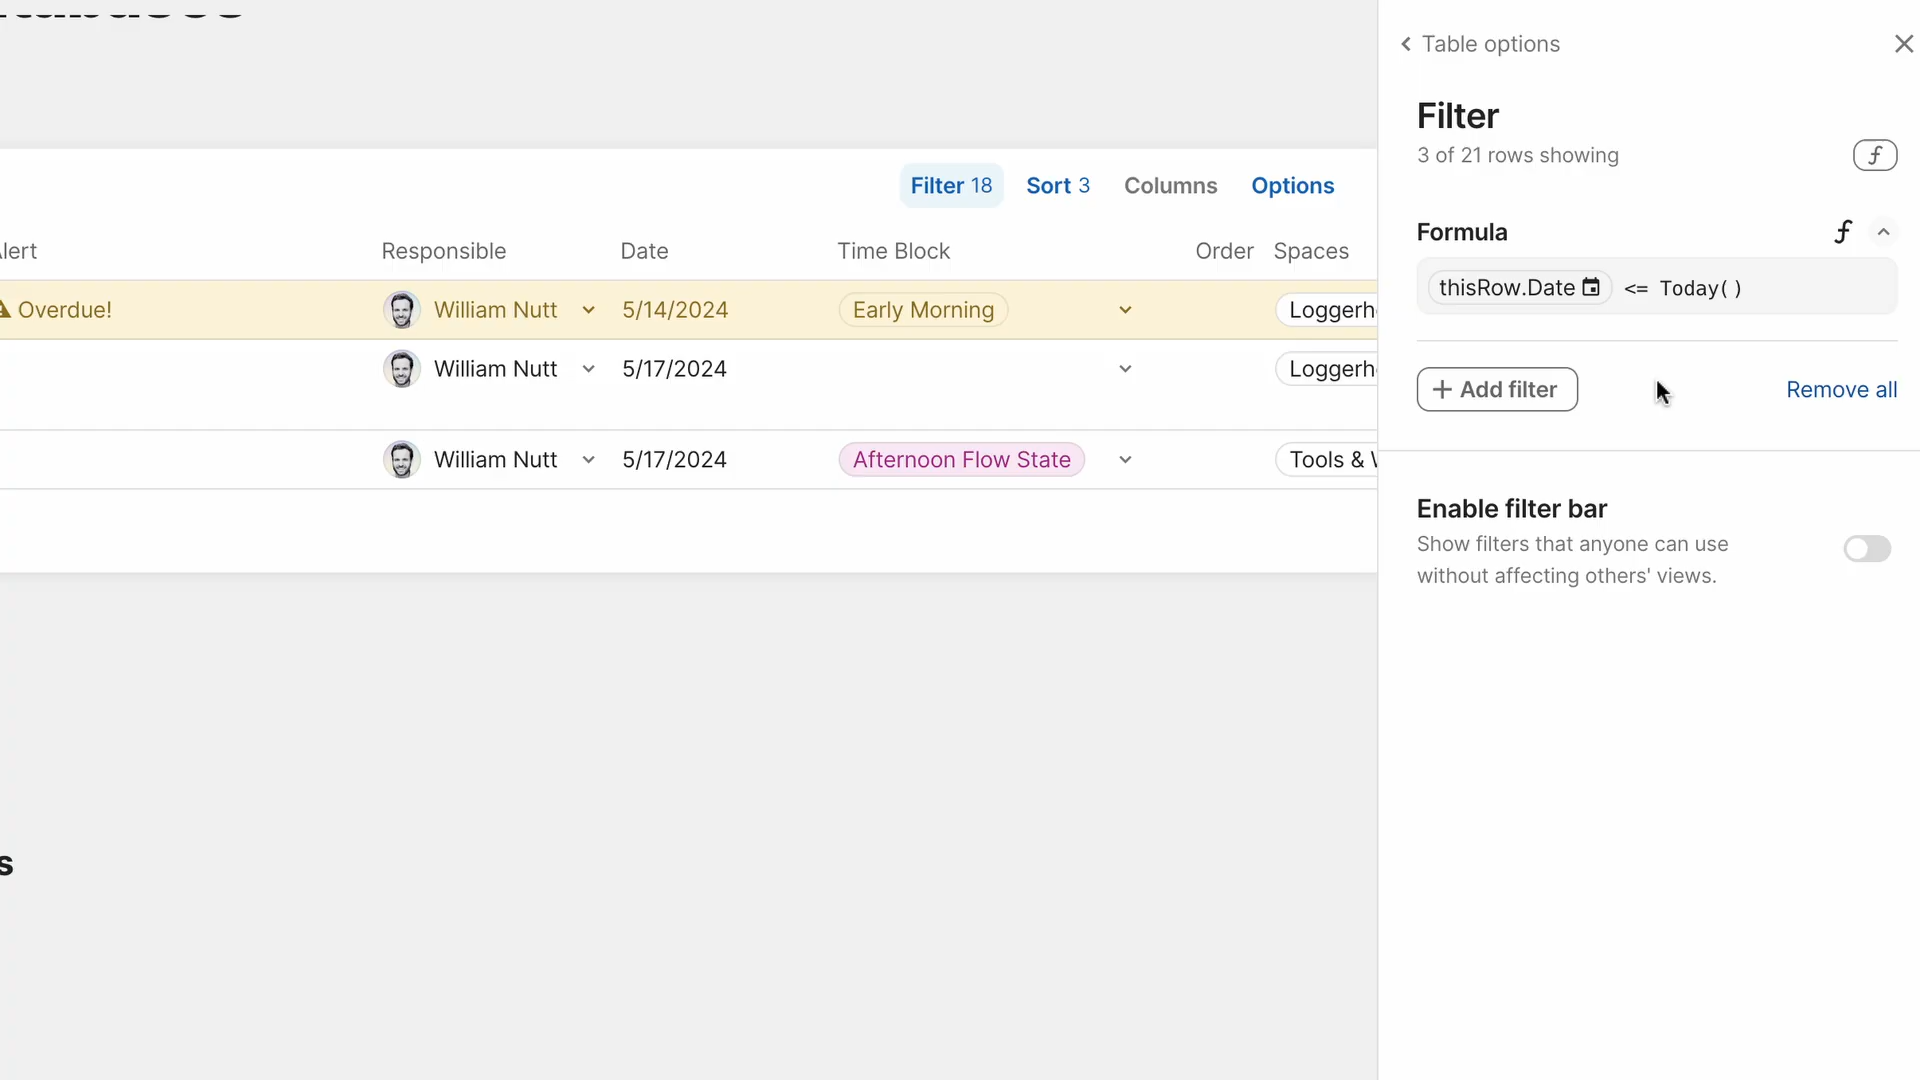 Table options
Filter
3 of 21 rows showing
Filter 18 Sort 3 Columns Options
Formula
thisRow.Date <= Today()
lert Responsible Date Time Block Order Spaces
Overdue! William Nutt 5/14/2024 Early Morning Loggerh
William Nutt 5/17/2024 Loggerh
+ Add filter Remove all
William Nutt 5/17/2024 Afternoon Flow State Tools &
Enable filter bar
Show filters that anyone can use
without affecting others' views.
s